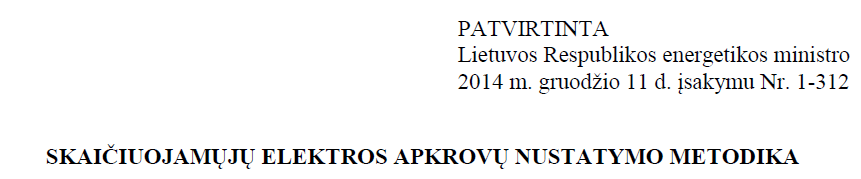 PATVIRTINTA
Lietuvos Respublikos energetikos ministro
2014 m. gruodžio 11 d. įsakymu Nr. 1-312
SKAIČIUOJAMŲJŲ ELEKTROS APKROVŲ NUSTATYMO METODIKA